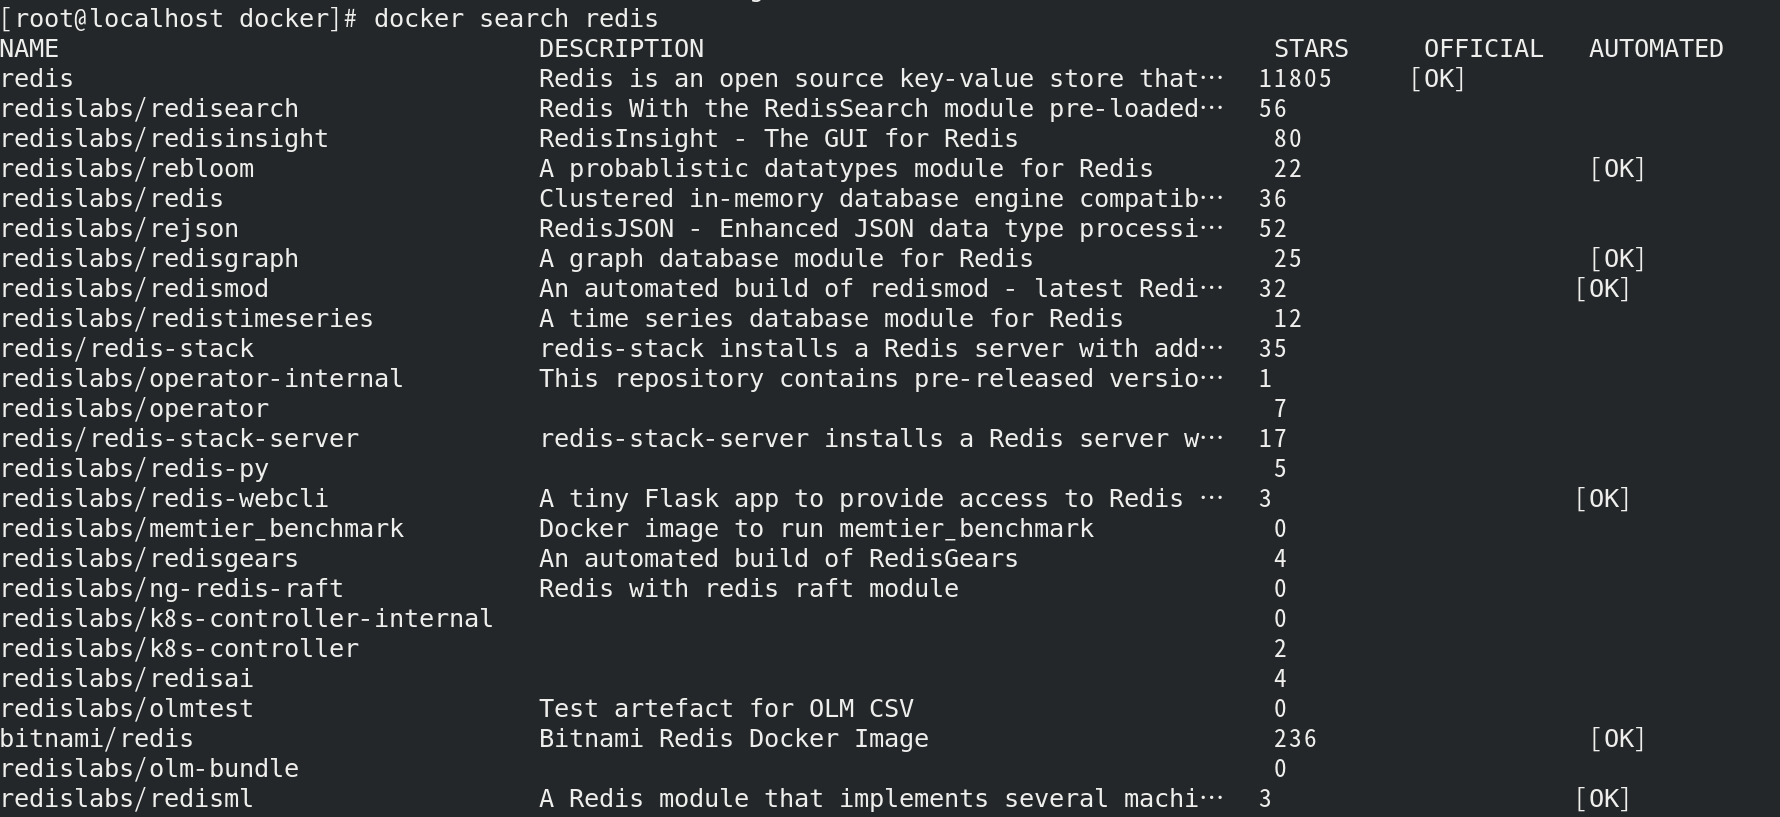 [root@localhost docker]# docker search redis
NAME DESCRIPTION STARS OFFICIAL AUTOMATED
redis Redis is an open source key-value store that… 11805 [OK]
redislabs/redisearch Redis With the RedisSearch module pre-loaded… 56
redislabs/redisinsight RedisInsight - The GUI for Redis 80
redislabs/rebloom A probablistic datatypes module for Redis 22 [OK]
redislabs/redis Clustered in-memory database engine compatib… 36
redislabs/rejson RedisJSON - Enhanced JSON data type processi… 52
redislabs/redisgraph A graph database module for Redis 25 [OK]
redislabs/redismod An automated build of redismod - latest Redi… 32 [OK]
redislabs/redistimeseries A time series database module for Redis 12
redis/redis-stack redis-stack installs a Redis server with add… 35
redislabs/operator-internal This repository contains pre-released versio… 1
redislabs/operator 7
redis/redis-stack-server redis-stack-server installs a Redis server w… 17
redislabs/redis-py 5
redislabs/redis-webcli A tiny Flask app to provide access to Redis … 3 [OK]
redislabs/memtier_benchmark Docker image to run memtier_benchmark 0
redislabs/redisgears An automated build of RedisGears 4
redislabs/ng-redis-raft Redis with redis raft module 0
redislabs/k8s-controller-internal 0
redislabs/k8s-controller 2
redislabs/redisai 4
redislabs/olmtest Test artefact for OLM CSV 0
bitnami/redis Bitnami Redis Docker Image 236 [OK]
redislabs/olm-bundle 0
redislabs/redisml A Redis module that implements several machi… 3 [OK]